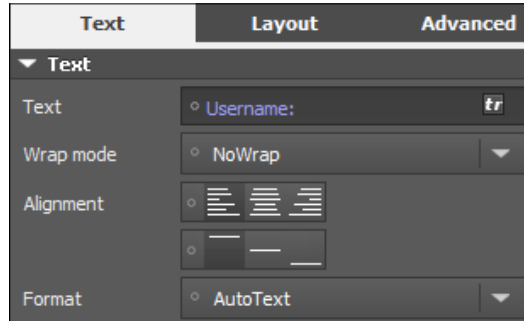 Text Layout Advanced
Text
Text Username: tr
Wrap mode NoWrap
Alignment
Format AutoText